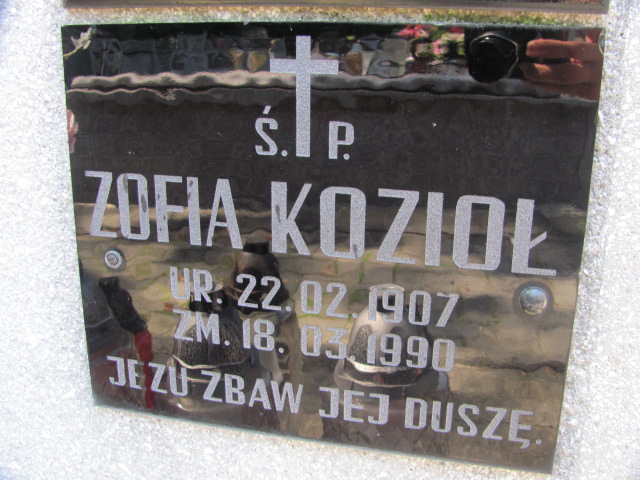 Ś. P.
ZOFIA KOZIOŁ
UR. 22.02.1907
ZM. 18.03.1990
JEZU ZBAW JEJ DUSZĘ.